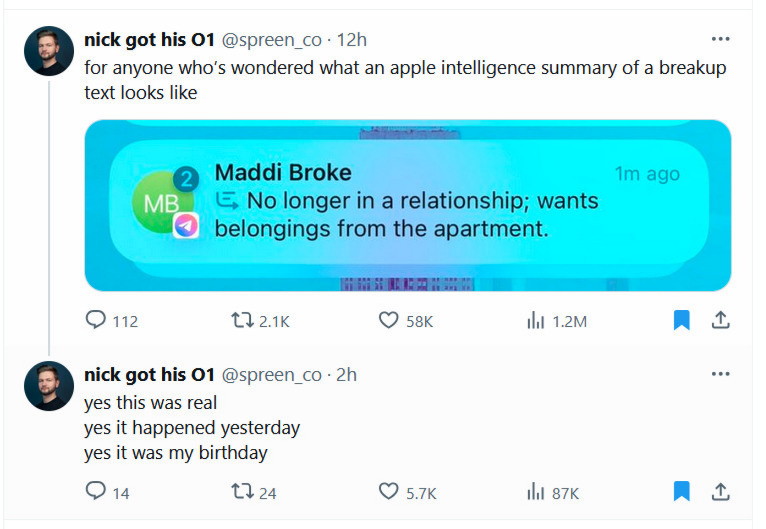 nick got his O1 @spreen_co · 12h
for anyone who's wondered what an apple intelligence summary of a breakup
text looks like
2
MB
Maddi Broke
1m ago
No longer in a relationship; wants
belongings from the apartment.
112
2.1K
58K
1.2M
nick got his O1 @spreen_co · 2h
yes this was real
yes it happened yesterday
yes it was my birthday
14
24
5.7K
87K